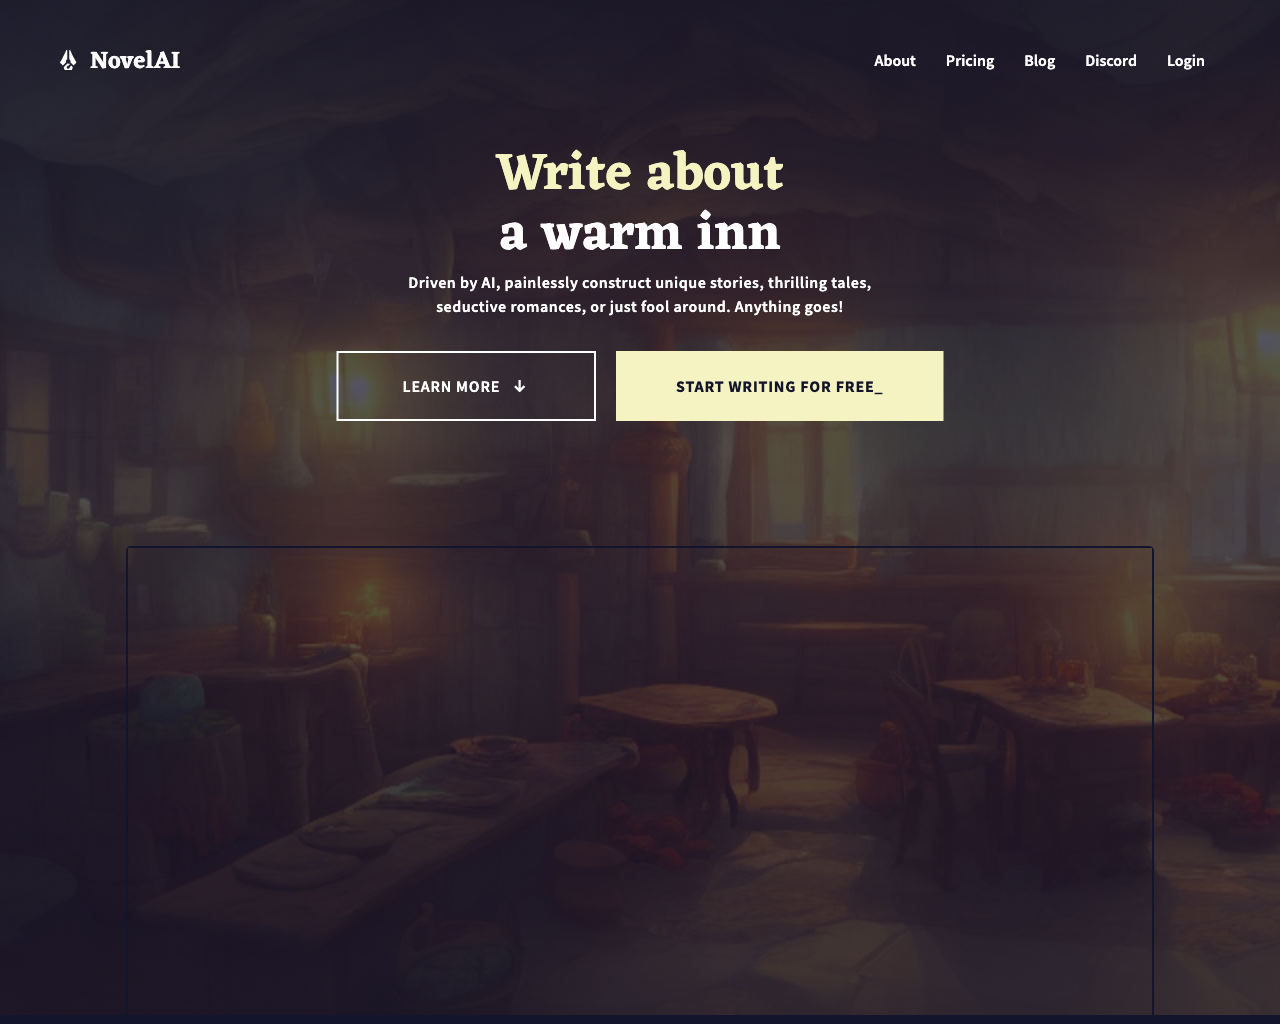 NovelAI
About Pricing Blog Discord Login
Write about
a warm inn
Driven by AI, painlessly construct unique stories, thrilling tales,
seductive romances, or just fool around. Anything goes!
LEARN MORE ↓
START WRITING FOR FREE_